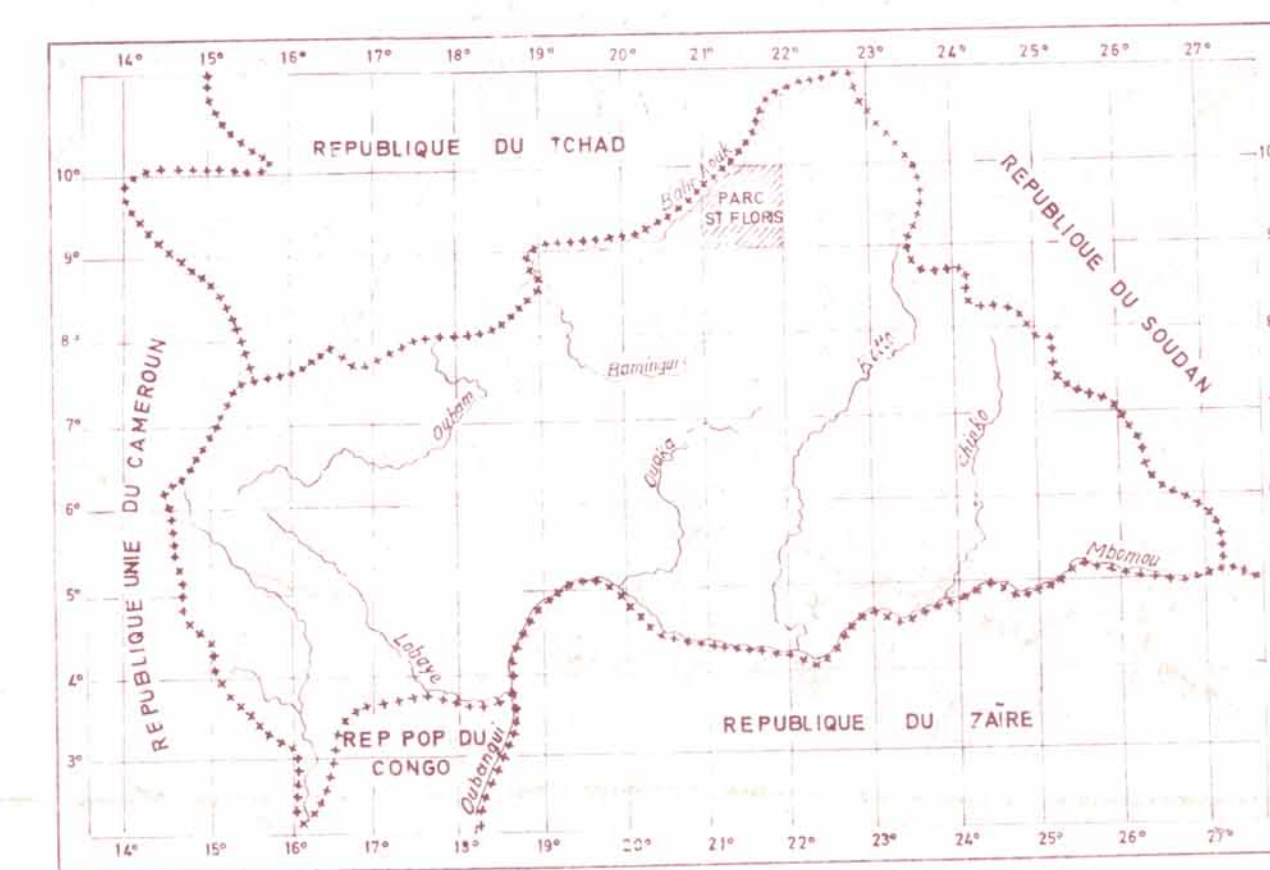 14° 15° 16° 17° 18° 19° 20° 21° 22° 23° 24° 25° 26° 27°
REPUBLIQUE DU TCHAD
REPUBLIQUE DU SOUDAN
10°
9°
8°
7°
6°
5°
4°
3°
Bahr Aouk
PARC
ST FLORIS
REPUBLIQUE UNIE DU CAMEROUN
Bamingui
Ouham
Ouaka
Kotto
Chinko
Mbomou
Lobaye
REP POP DU
CONGO
Oubangui
REPUBLIQUE DU ZAÏRE
14° 15° 16° 17° 18° 19° 20° 21° 22° 23° 24° 25° 26° 27°